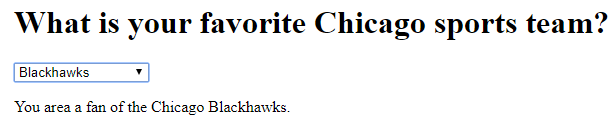 What is your favorite Chicago sports team?
Blackhawks
You area a fan of the Chicago Blackhawks.